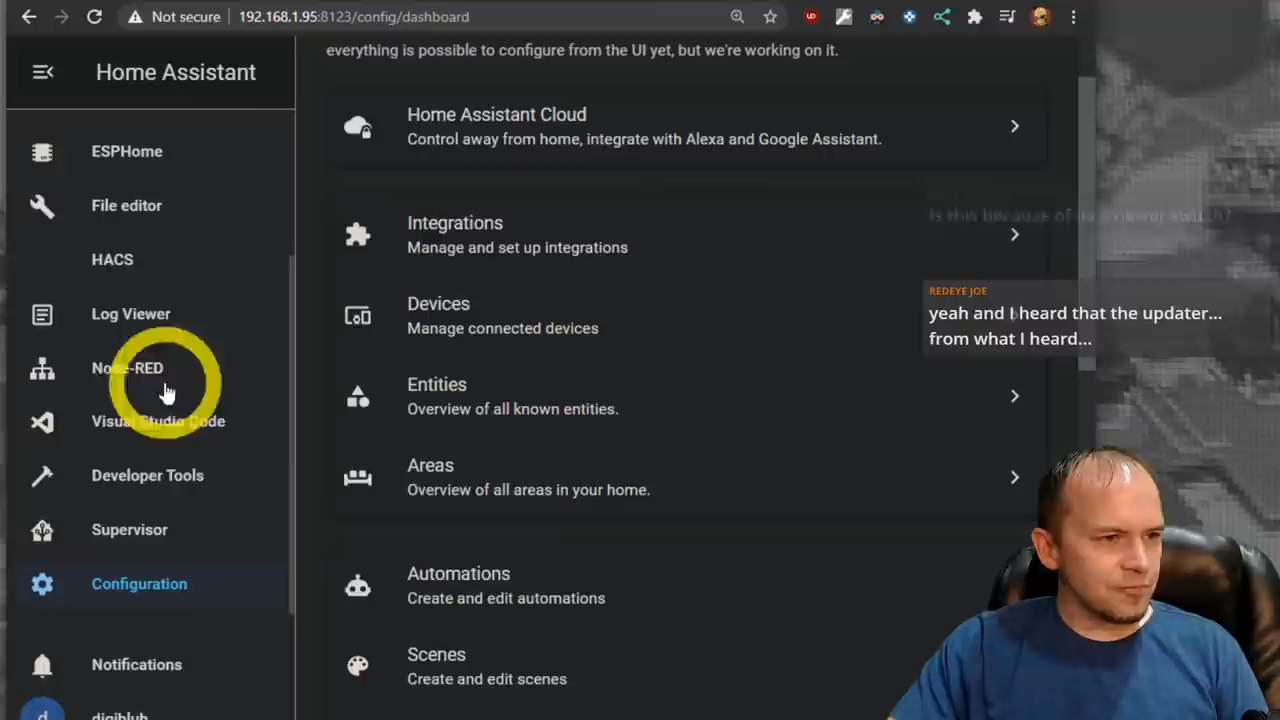 Not secure
192.168.1.95:8123/config/dashboard
Home Assistant
ESPHome
File editor
HACS
Log Viewer
Node-RED
Visual Studio Code
Developer Tools
Supervisor
Configuration
Notifications
digiblur
everything is possible to configure from the UI yet, but we're working on it.
Home Assistant Cloud
Control away from home, integrate with Alexa and Google Assistant.
Integrations
Manage and set up integrations
Devices
Manage connected devices
Entities
Overview of all known entities.
Areas
Overview of all areas in your home.
Automations
Create and edit automations
Scenes
Create and edit scenes
Is this because of
REDEYE JOE
yeah and I heard that the updater...
from what I heard...